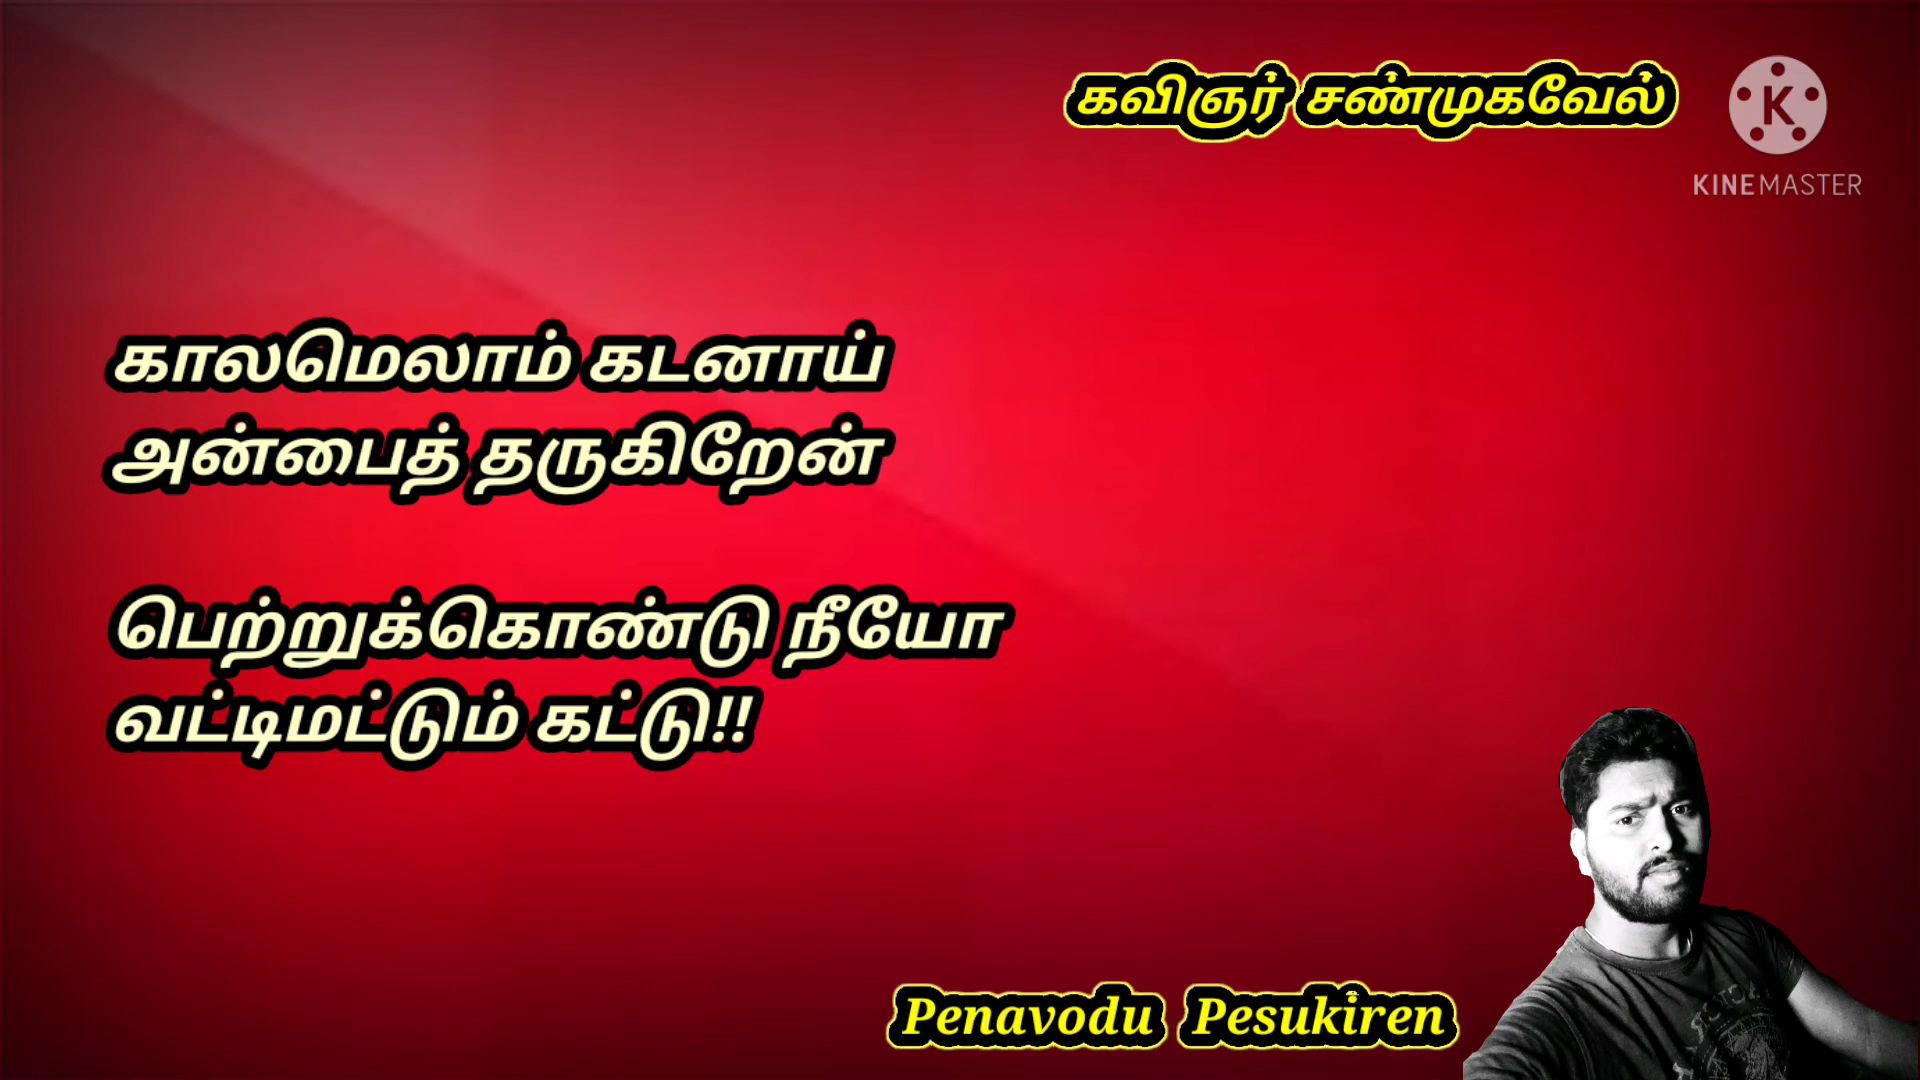 கவிஞர் சண்முகவேல்
K
KINEMASTER
காலமெலாம் கடனாய்
அன்பைத் தருகிறேன்
பெற்றுக்கொண்டு நீயோ
வட்டிமட்டும் கட்டு!!
Penavodu Pesukiren